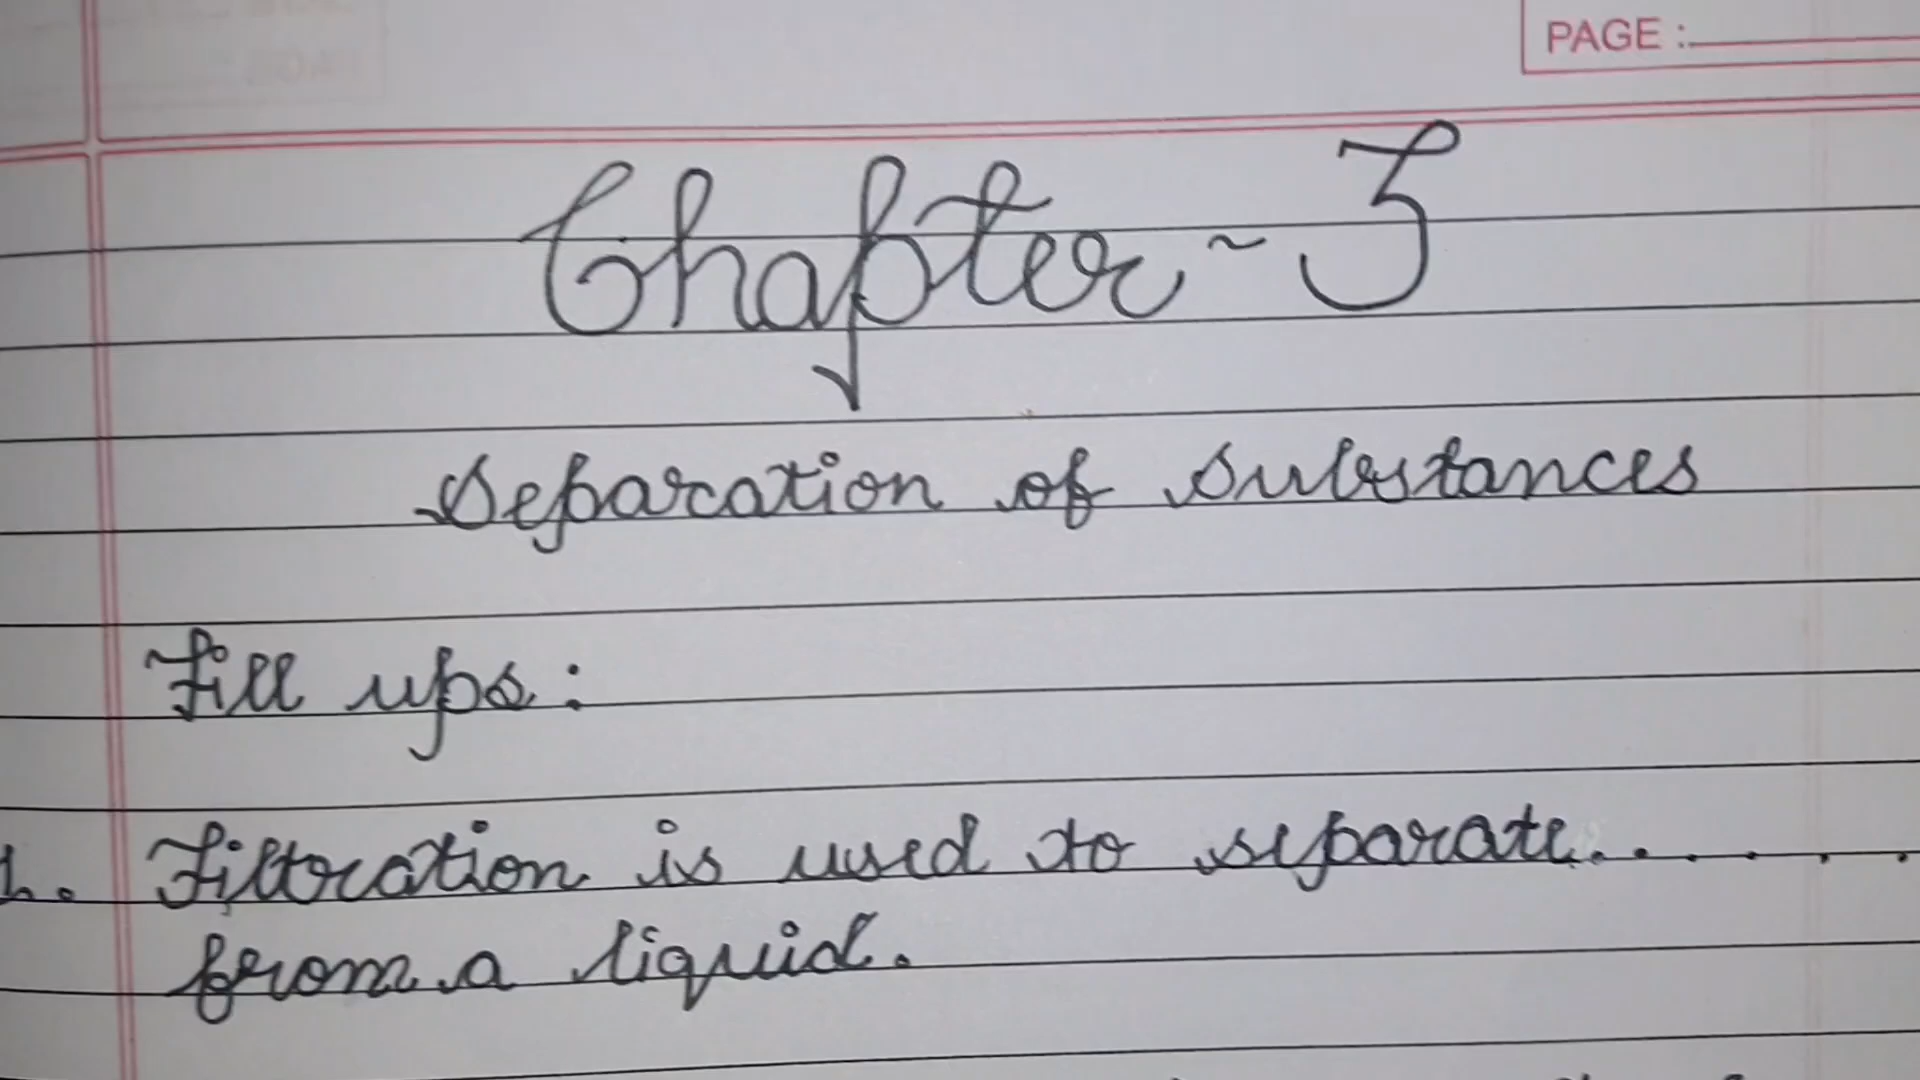 PAGE :
Chapter - 3
Separation of substances
Fill ups :
1. Filtration is used to separate. . . . . .
from a liquid.